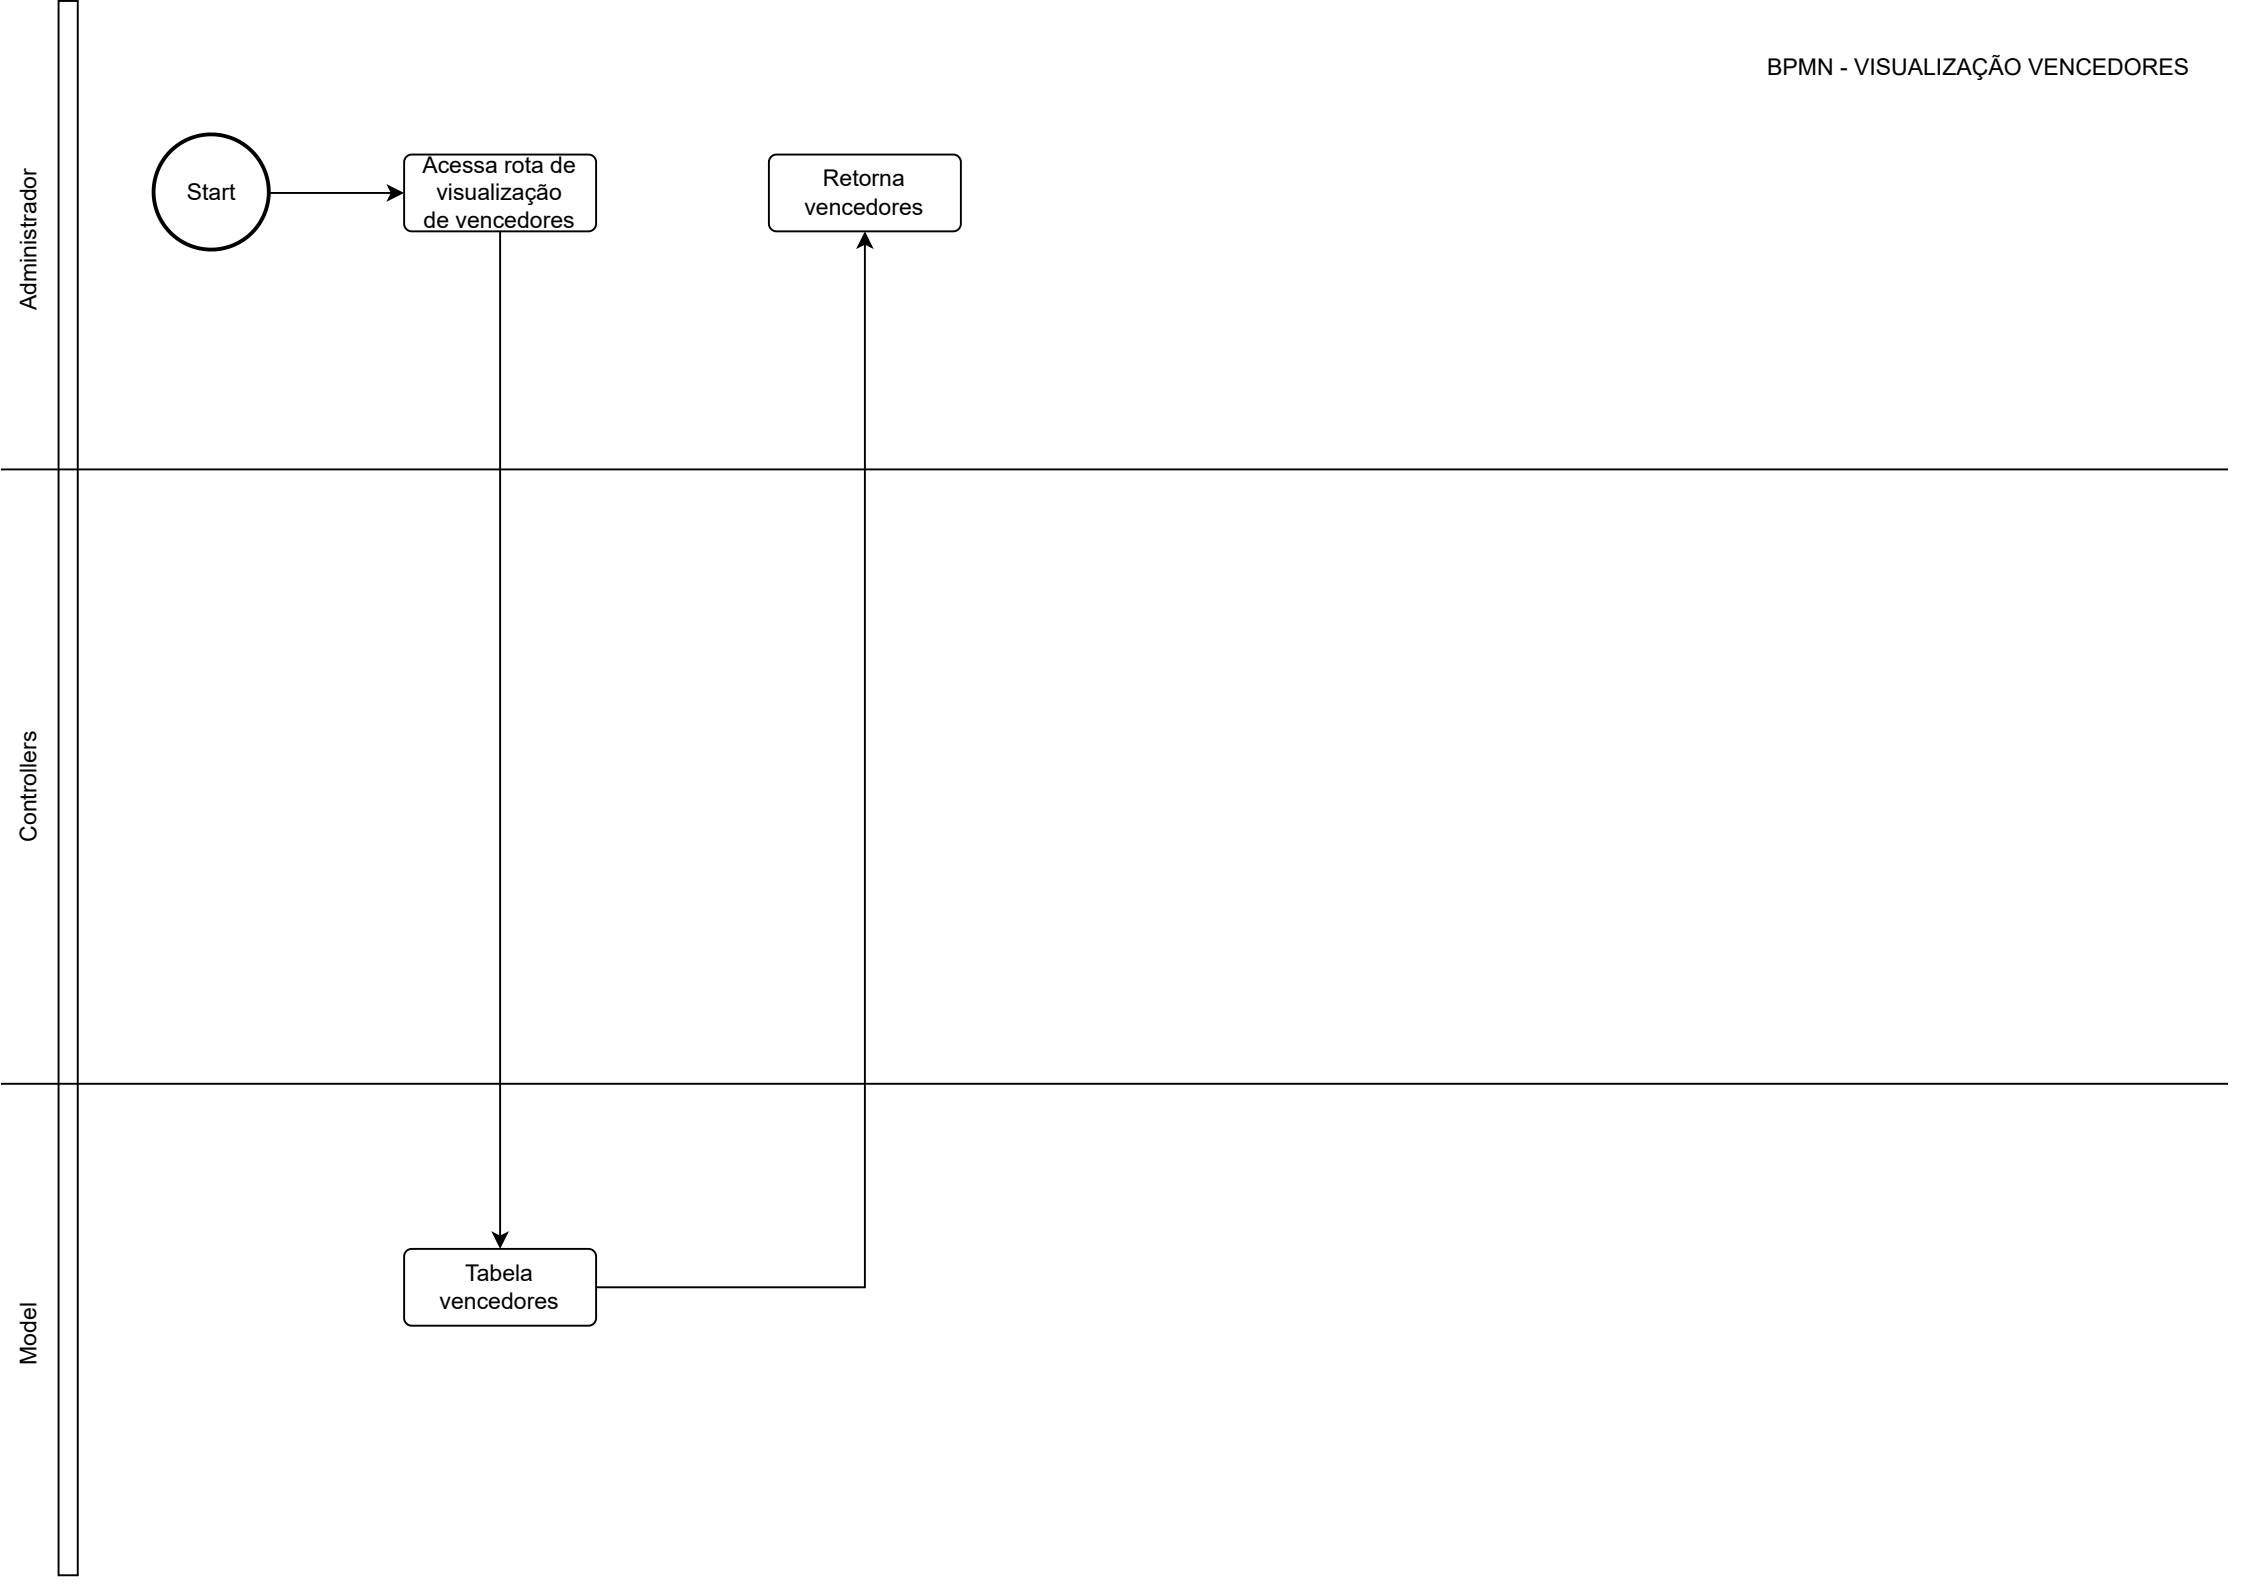 BPMN - VISUALIZAÇÃO VENCEDORES
Administrador
Start
Acessa rota de
visualização
de vencedores
Retorna
vencedores
Controllers
Model
Tabela
vencedores